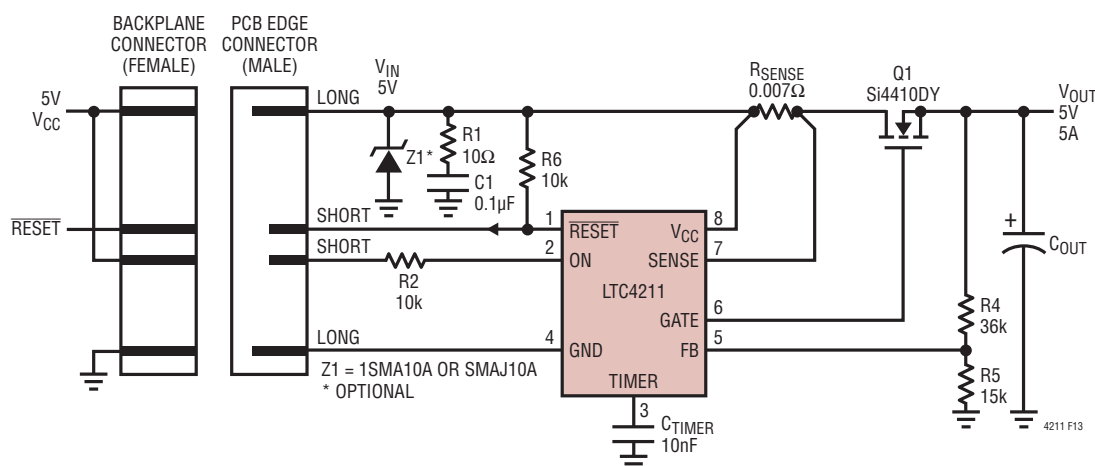 BACKPLANE
CONNECTOR
(FEMALE)
PCB EDGE
CONNECTOR
(MALE)
5V
VCC
RESET
LONG
SHORT
SHORT
LONG
VIN
5V
Z1*
R1
10Ω
C1
0.1µF
R6
10k
R2
10k
Z1 = 1SMA10A OR SMAJ10A
* OPTIONAL
RSENSE
0.007Ω
Q1
Si4410DY
VOUT
5V
5A
1
RESET
2
ON
4
GND
LTC4211
VCC
8
SENSE
7
GATE
6
FB
5
TIMER
3
CTIMER
10nF
R4
36k
R5
15k
+
COUT
4211 F13